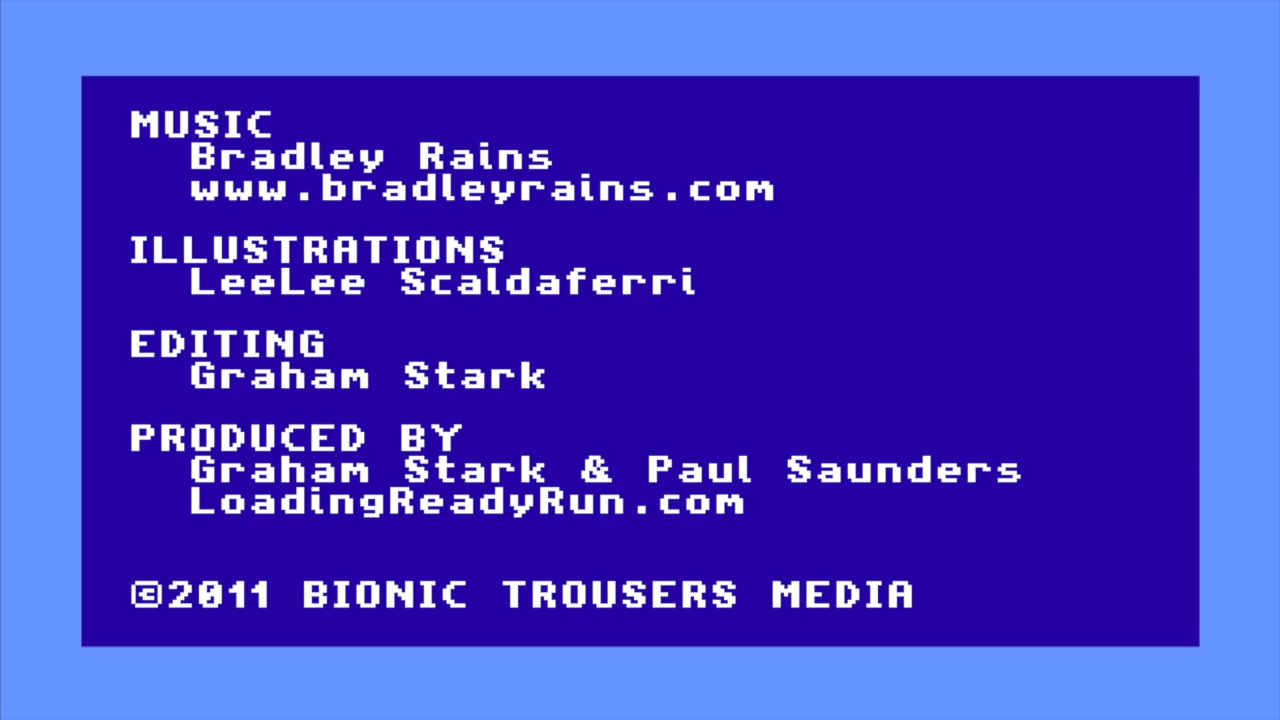 MUSIC
Bradley Rains
www.bradleyrains.com
ILLUSTRATIONS
LeeLee Scaldaferri
EDITING
Graham Stark
PRODUCED BY
Graham Stark & Paul Saunders
LoadingReadyRun.com
©2011 BIONIC TROUSERS MEDIA